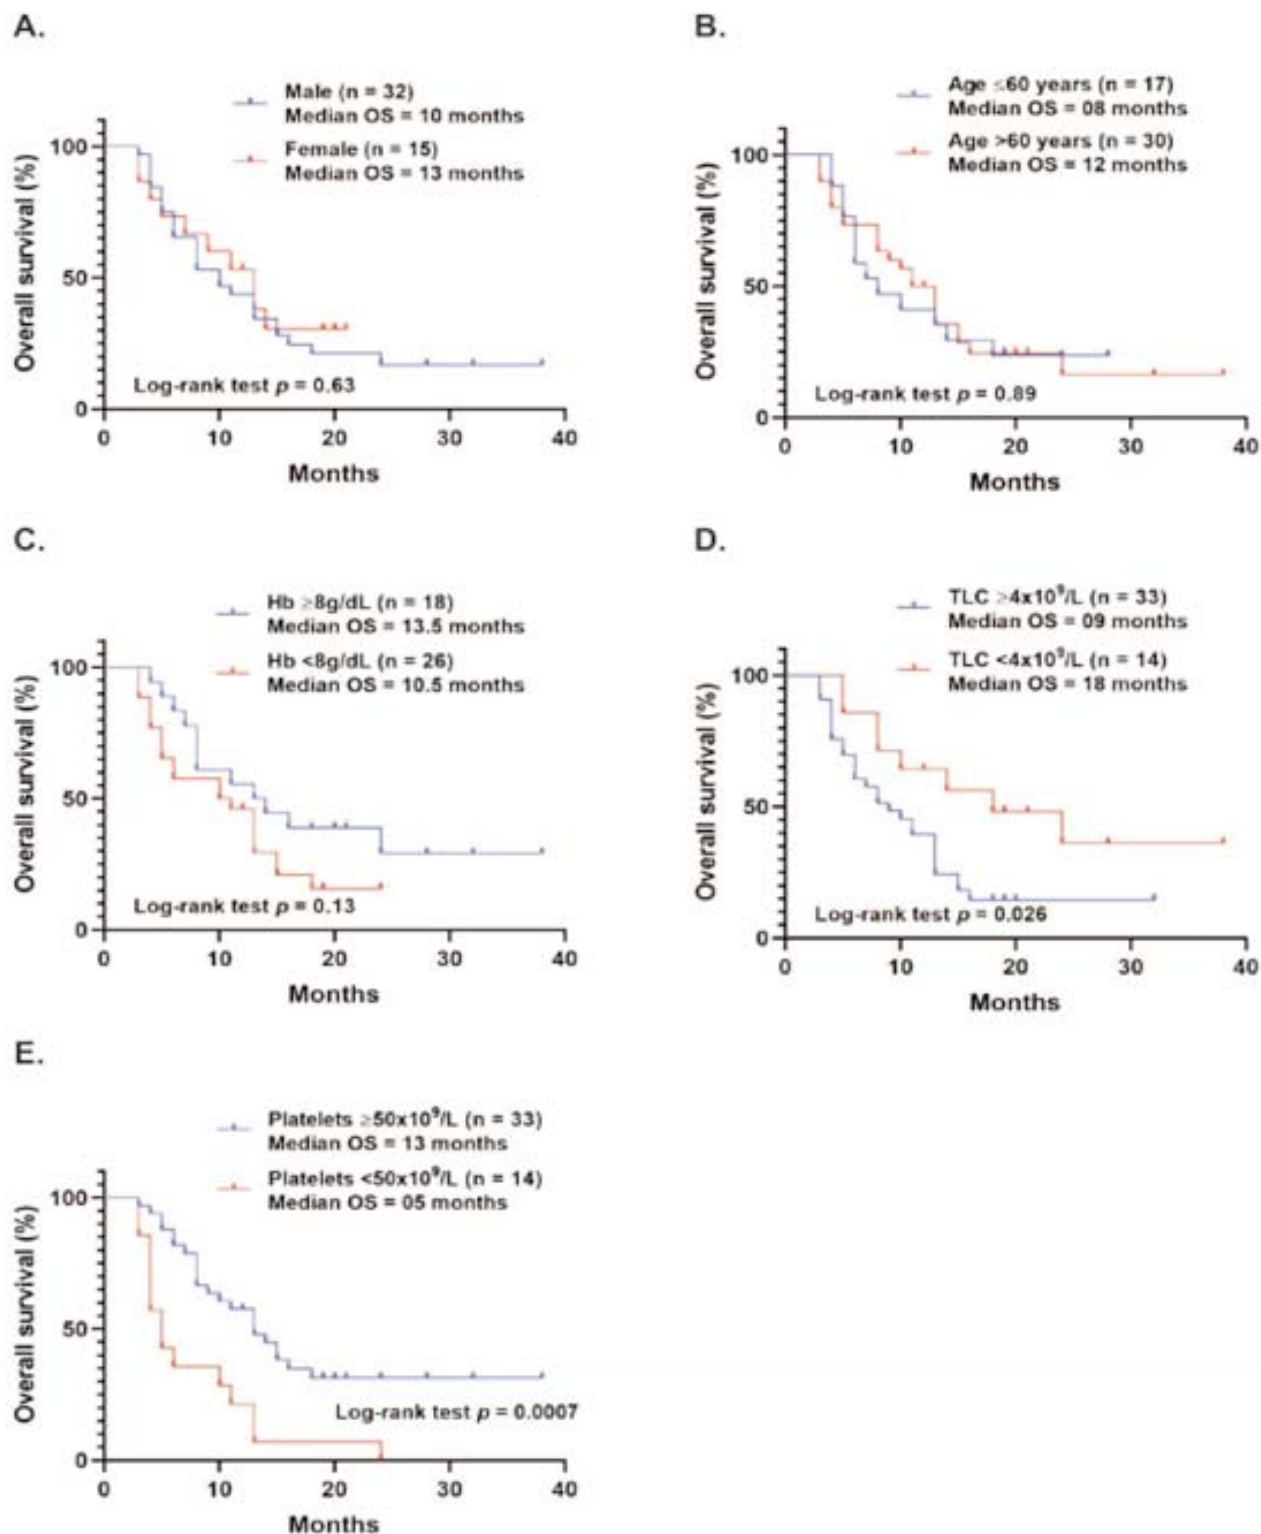 A.
Male (n = 32)
Median OS = 10 months
Female (n = 15)
Median OS = 13 months
Overall survival (%)
100
50
0
Log-rank test p = 0.63
0 10 20 30 40
Months
B.
Age ≤60 years (n = 17)
Median OS = 08 months
Age >60 years (n = 30)
Median OS = 12 months
Overall survival (%)
100
50
0
Log-rank test p = 0.89
0 10 20 30 40
Months
C.
Hb ≥8g/dL (n = 18)
Median OS = 13.5 months
Hb <8g/dL (n = 26)
Median OS = 10.5 months
Overall survival (%)
100
50
0
Log-rank test p = 0.13
0 10 20 30 40
Months
D.
TLC ≥4x10⁹/L (n = 33)
Median OS = 09 months
TLC <4x10⁹/L (n = 14)
Median OS = 18 months
Overall survival (%)
100
50
0
Log-rank test p = 0.026
0 10 20 30 40
Months
E.
Platelets ≥50x10⁹/L (n = 33)
Median OS = 13 months
Platelets <50x10⁹/L (n = 14)
Median OS = 05 months
Overall survival (%)
100
50
0
Log-rank test p = 0.0007
0 10 20 30 40
Months